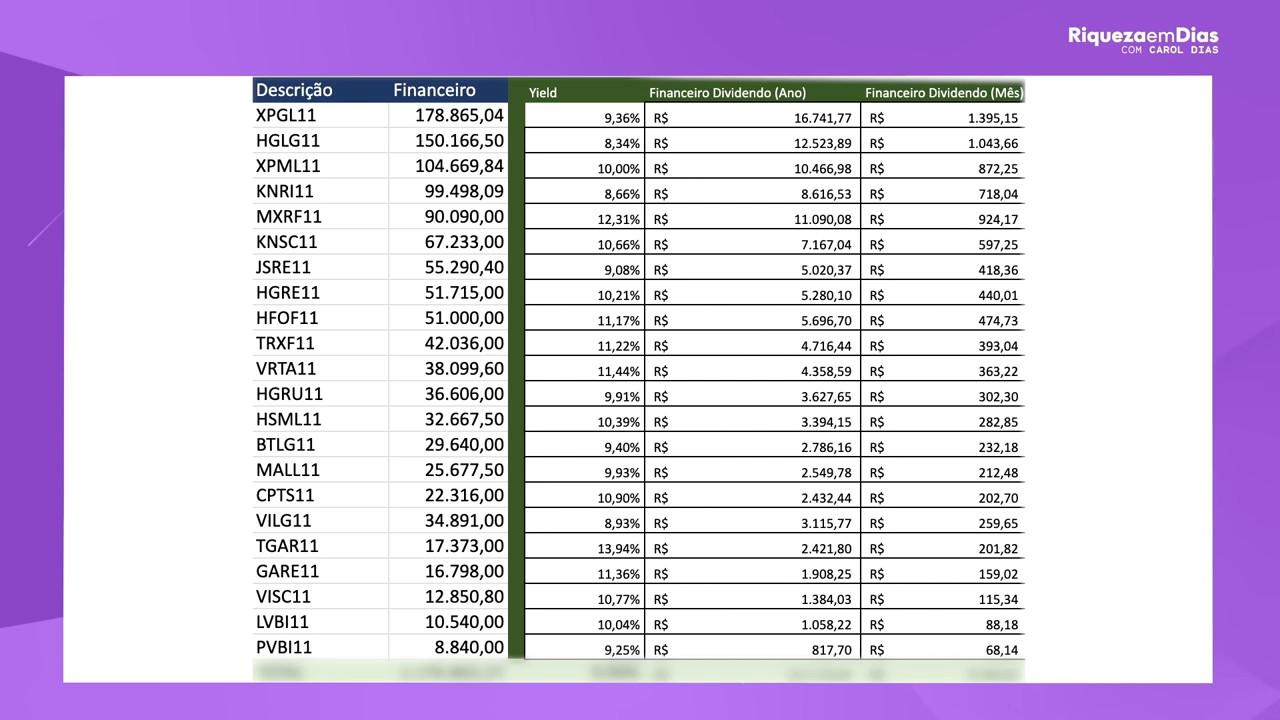 RiquezaemDias
COM CAROL DIAS
Descrição Financeiro Yield Financeiro Dividendo (Ano) Financeiro Dividendo (Mês)
XPGL11 178.865,04 9,36% R$ 16.741,77 R$ 1.395,15
HGLG11 150.166,50 8,34% R$ 12.523,89 R$ 1.043,66
XPML11 104.669,84 10,00% R$ 10.466,98 R$ 872,25
KNRI11 99.498,09 8,66% R$ 8.616,53 R$ 718,04
MXRF11 90.090,00 12,31% R$ 11.090,08 R$ 924,17
KNSC11 67.233,00 10,66% R$ 7.167,04 R$ 597,25
JSRE11 55.290,40 9,08% R$ 5.020,37 R$ 418,36
HGRE11 51.715,00 10,21% R$ 5.280,10 R$ 440,01
HFOF11 51.000,00 11,17% R$ 5.696,70 R$ 474,73
TRXF11 42.036,00 11,22% R$ 4.716,44 R$ 393,04
VRTA11 38.099,60 11,44% R$ 4.358,59 R$ 363,22
HGRU11 36.606,00 9,91% R$ 3.627,65 R$ 302,30
HSML11 32.667,50 10,39% R$ 3.394,15 R$ 282,85
BTLG11 29.640,00 9,40% R$ 2.786,16 R$ 232,18
MALL11 25.677,50 9,93% R$ 2.549,78 R$ 212,48
CPTS11 22.316,00 10,90% R$ 2.432,44 R$ 202,70
VILG11 34.891,00 8,93% R$ 3.115,77 R$ 259,65
TGAR11 17.373,00 13,94% R$ 2.421,80 R$ 201,82
GARE11 16.798,00 11,36% R$ 1.908,25 R$ 159,02
VISC11 12.850,80 10,77% R$ 1.384,03 R$ 115,34
LVBI11 10.540,00 10,04% R$ 1.058,22 R$ 88,18
PVBI11 8.840,00 9,25% R$ 817,70 R$ 68,14